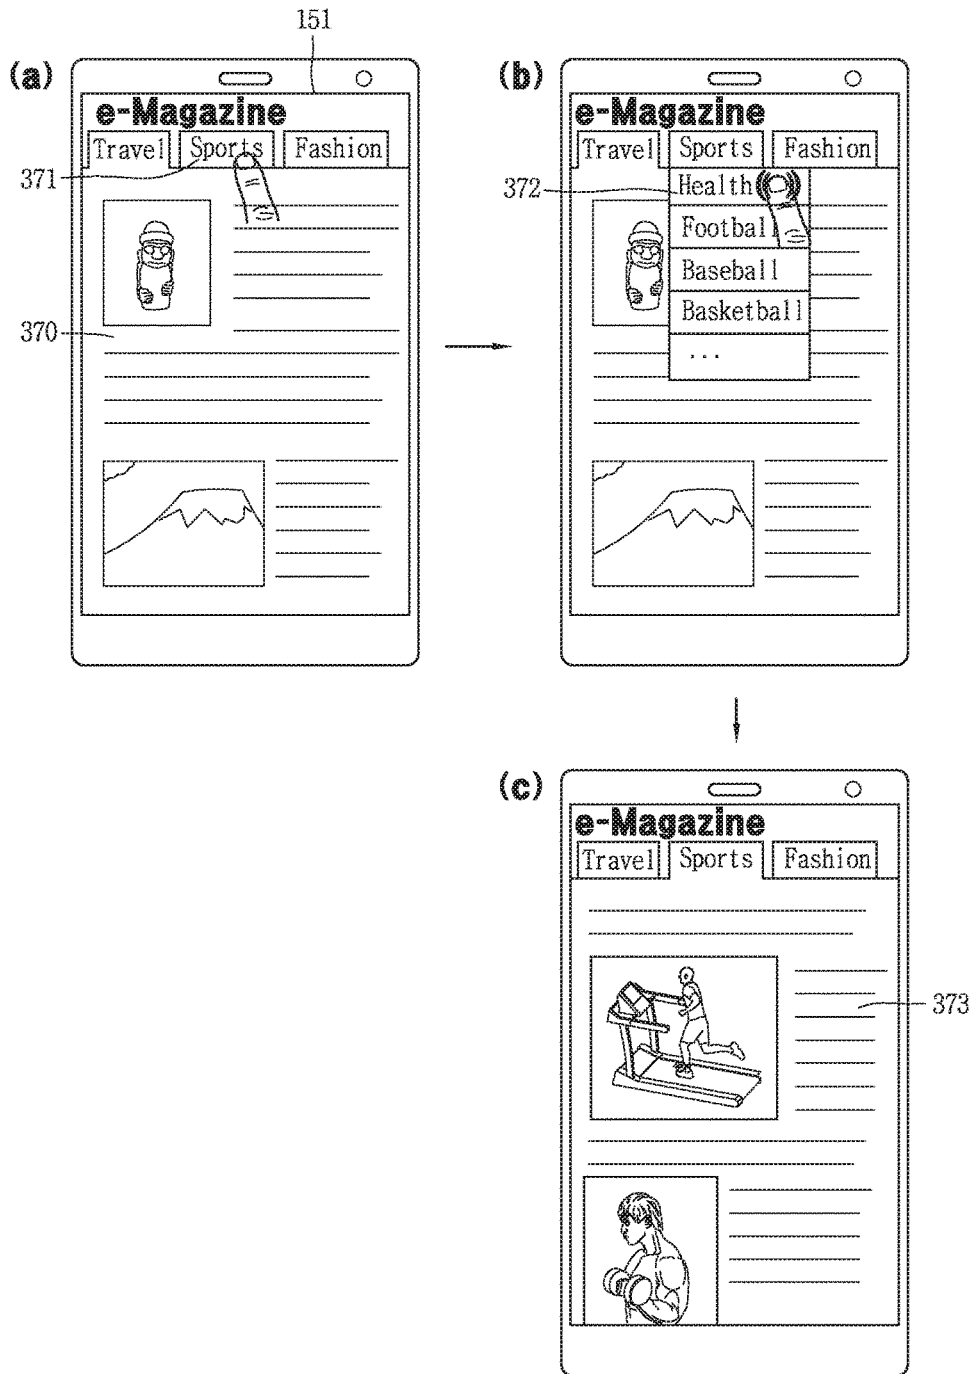 151
(a)
e-Magazine
Travel Sports Fashion
371
370
(b)
e-Magazine
Travel Sports Fashion
372
Health
Football
Baseball
Basketball
...
(c)
e-Magazine
Travel Sports Fashion
373